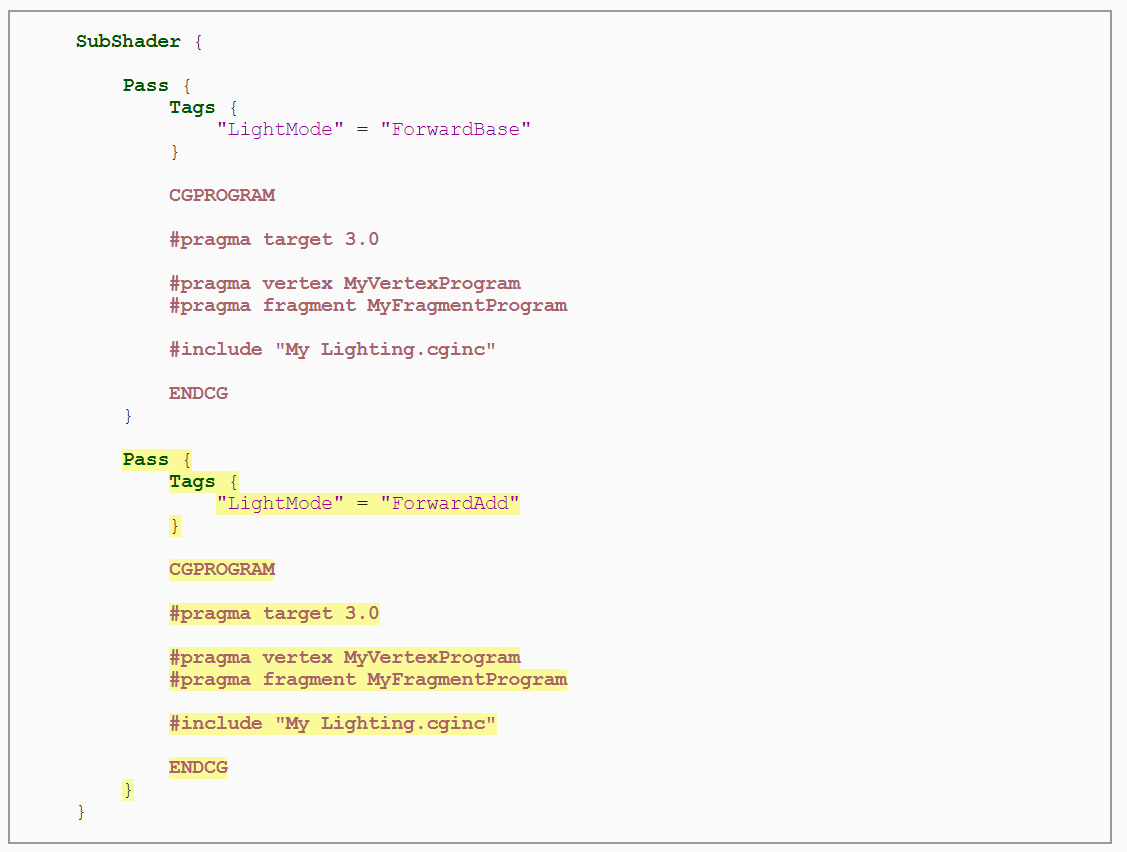 SubShader {
Pass {
Tags {
"LightMode" = "ForwardBase"
}
CGPROGRAM
#pragma target 3.0
#pragma vertex MyVertexProgram
#pragma fragment MyFragmentProgram
#include "My Lighting.cginc"
ENDCG
}
Pass {
Tags {
"LightMode" = "ForwardAdd"
}
CGPROGRAM
#pragma target 3.0
#pragma vertex MyVertexProgram
#pragma fragment MyFragmentProgram
#include "My Lighting.cginc"
ENDCG
}
}